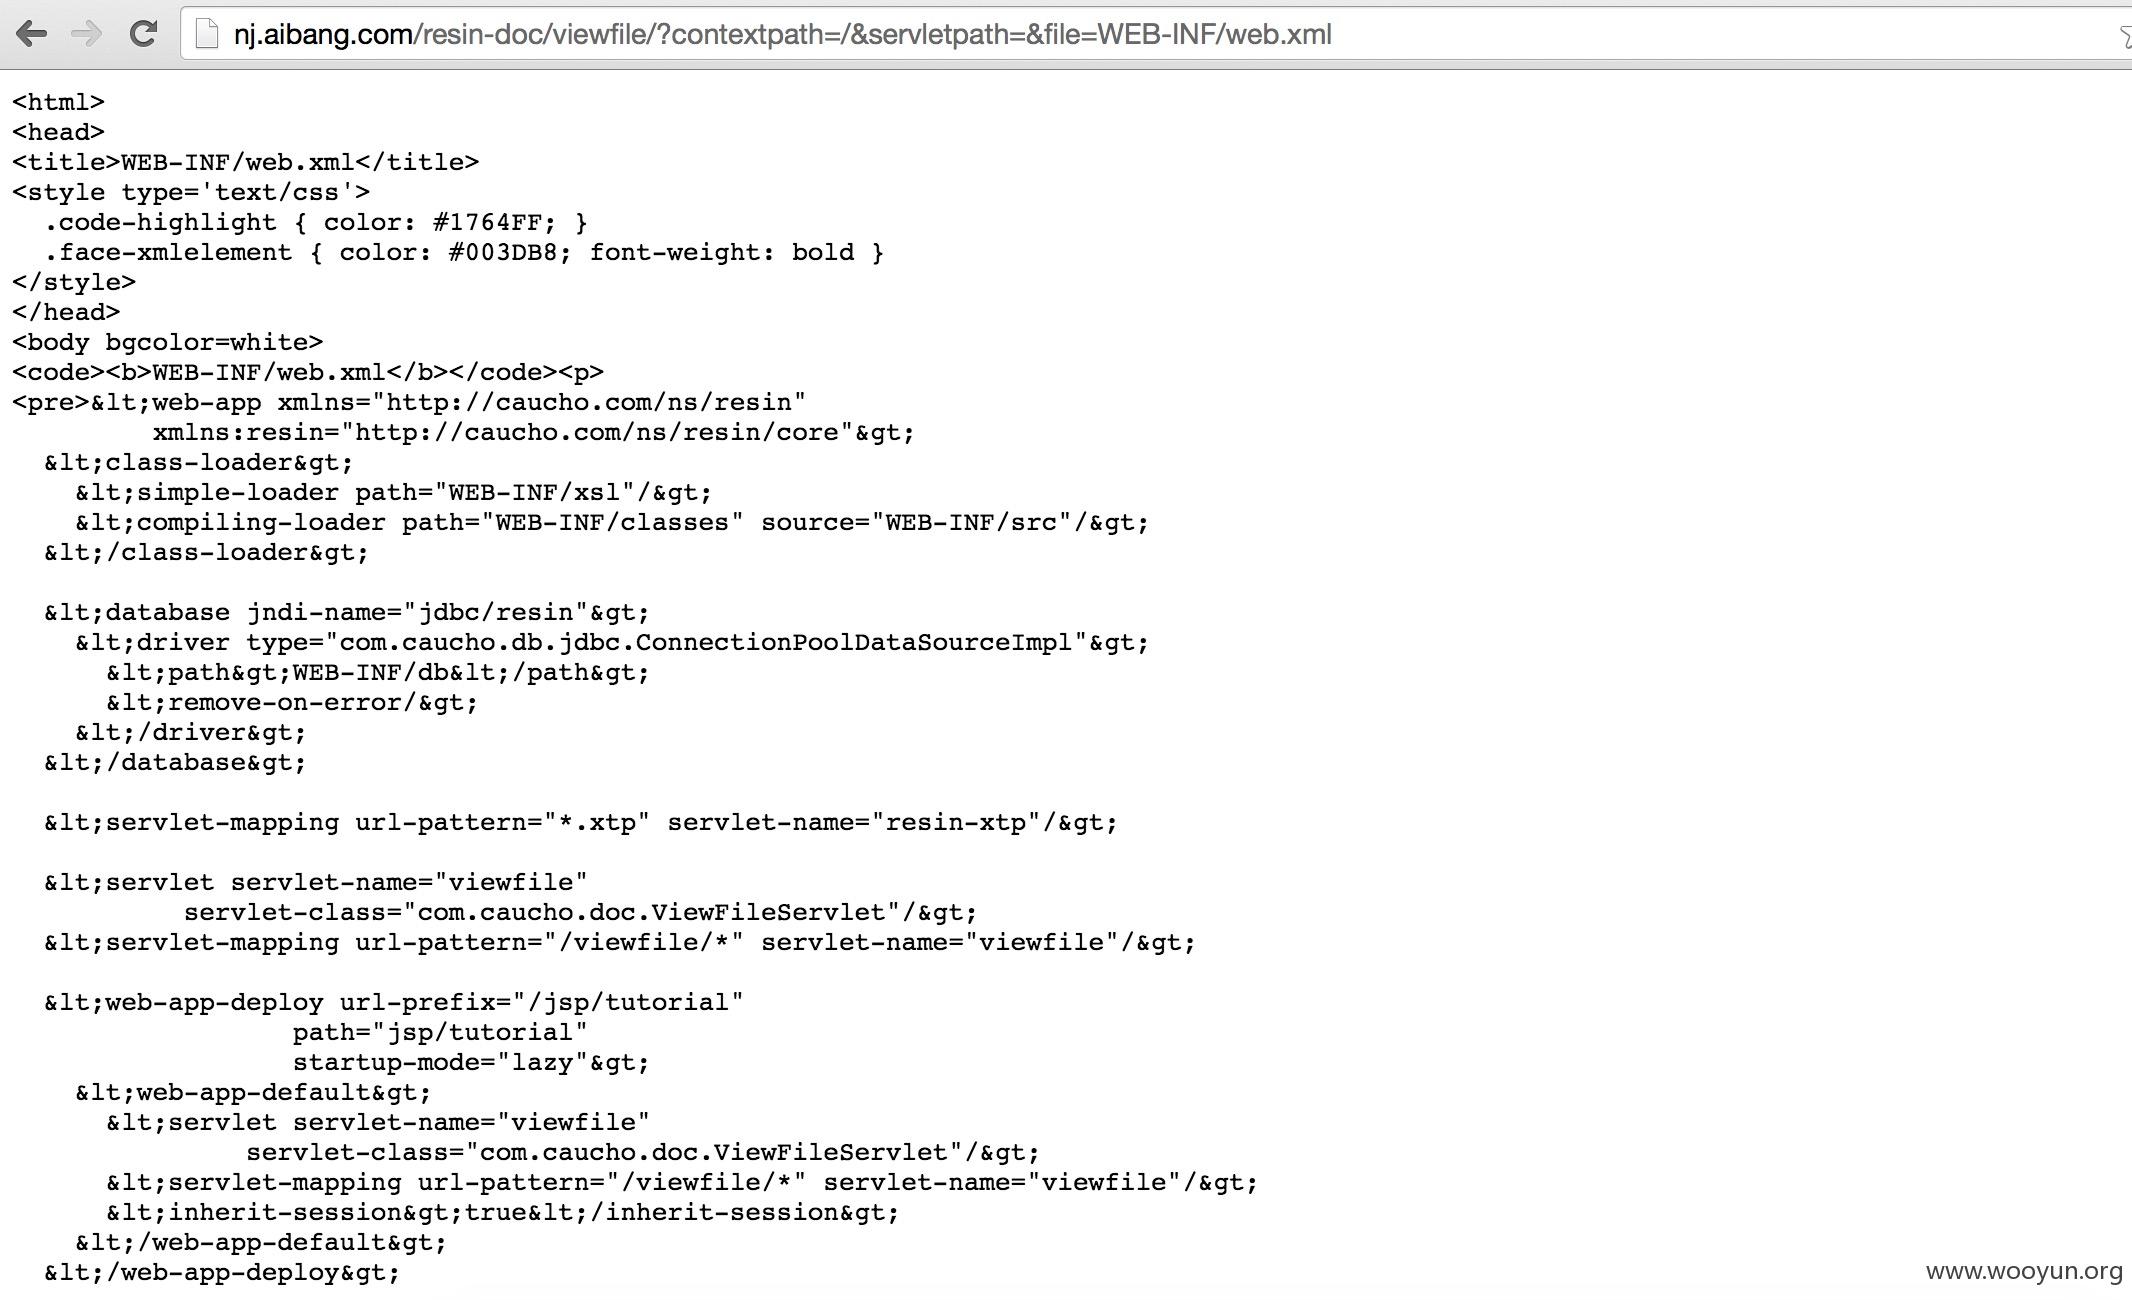 nj.aibang.com/resin-doc/viewfile/?contextpath=/&servletpath=&file=WEB-INF/web.xml
<html>
<head>
<title>WEB-INF/web.xml</title>
<style type='text/css'>
  .code-highlight { color: #1764FF; }
  .face-xmlelement { color: #003DB8; font-weight: bold }
</style>
</head>
<body bgcolor=white>
<code><b>WEB-INF/web.xml</b></code><p>
<pre>&lt;web-app xmlns="http://caucho.com/ns/resin"
         xmlns:resin="http://caucho.com/ns/resin/core"&gt;
  &lt;class-loader&gt;
    &lt;simple-loader path="WEB-INF/xsl"/&gt;
    &lt;compiling-loader path="WEB-INF/classes" source="WEB-INF/src"/&gt;
  &lt;/class-loader&gt;

  &lt;database jndi-name="jdbc/resin"&gt;
    &lt;driver type="com.caucho.db.jdbc.ConnectionPoolDataSourceImpl"&gt;
      &lt;path&gt;WEB-INF/db&lt;/path&gt;
      &lt;remove-on-error/&gt;
    &lt;/driver&gt;
  &lt;/database&gt;

  &lt;servlet-mapping url-pattern="*.xtp" servlet-name="resin-xtp"/&gt;

  &lt;servlet servlet-name="viewfile"
           servlet-class="com.caucho.doc.ViewFileServlet"/&gt;
  &lt;servlet-mapping url-pattern="/viewfile/*" servlet-name="viewfile"/&gt;

  &lt;web-app-deploy url-prefix="/jsp/tutorial"
                  path="jsp/tutorial"
                  startup-mode="lazy"&gt;
    &lt;web-app-default&gt;
      &lt;servlet servlet-name="viewfile"
               servlet-class="com.caucho.doc.ViewFileServlet"/&gt;
      &lt;servlet-mapping url-pattern="/viewfile/*" servlet-name="viewfile"/&gt;
      &lt;inherit-session&gt;true&lt;/inherit-session&gt;
    &lt;/web-app-default&gt;
  &lt;/web-app-deploy&gt;
www.wooyun.org